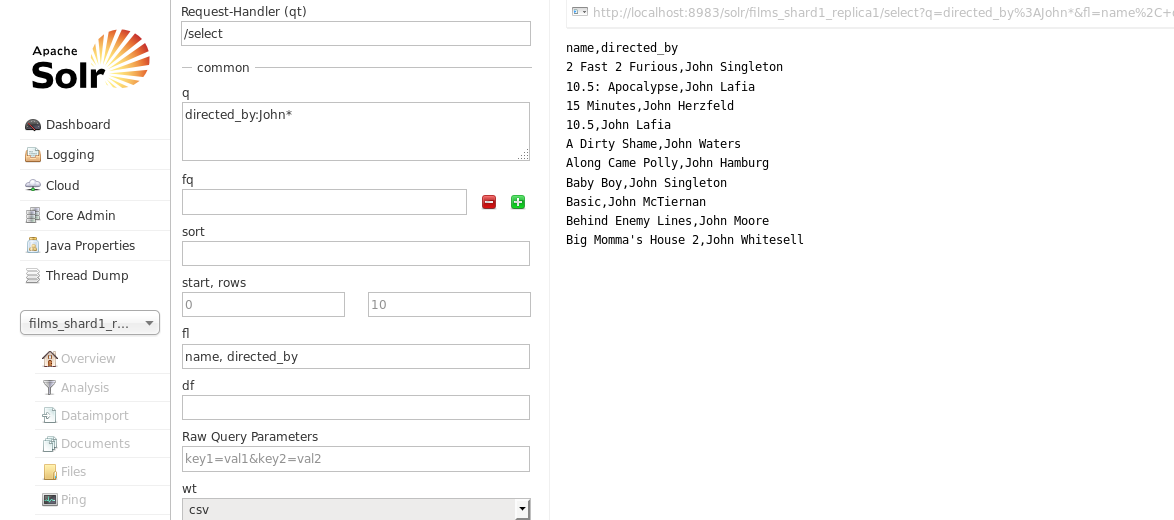 Apache
Solr
Dashboard
Logging
Cloud
Core Admin
Java Properties
Thread Dump
films_shard1_r...
Overview
Analysis
Dataimport
Documents
Files
Ping
Request-Handler (qt)
/select
common
q
directed_by:John*
fq
sort
start, rows
0 10
fl
name, directed_by
df
Raw Query Parameters
key1=val1&key2=val2
wt
csv
http://localhost:8983/solr/films_shard1_replica1/select?q=directed_by%3AJohn*&fl=name%2C+
name,directed_by
2 Fast 2 Furious,John Singleton
10.5: Apocalypse,John Lafia
15 Minutes,John Herzfeld
10.5,John Lafia
A Dirty Shame,John Waters
Along Came Polly,John Hamburg
Baby Boy,John Singleton
Basic,John McTiernan
Behind Enemy Lines,John Moore
Big Momma's House 2,John Whitesell